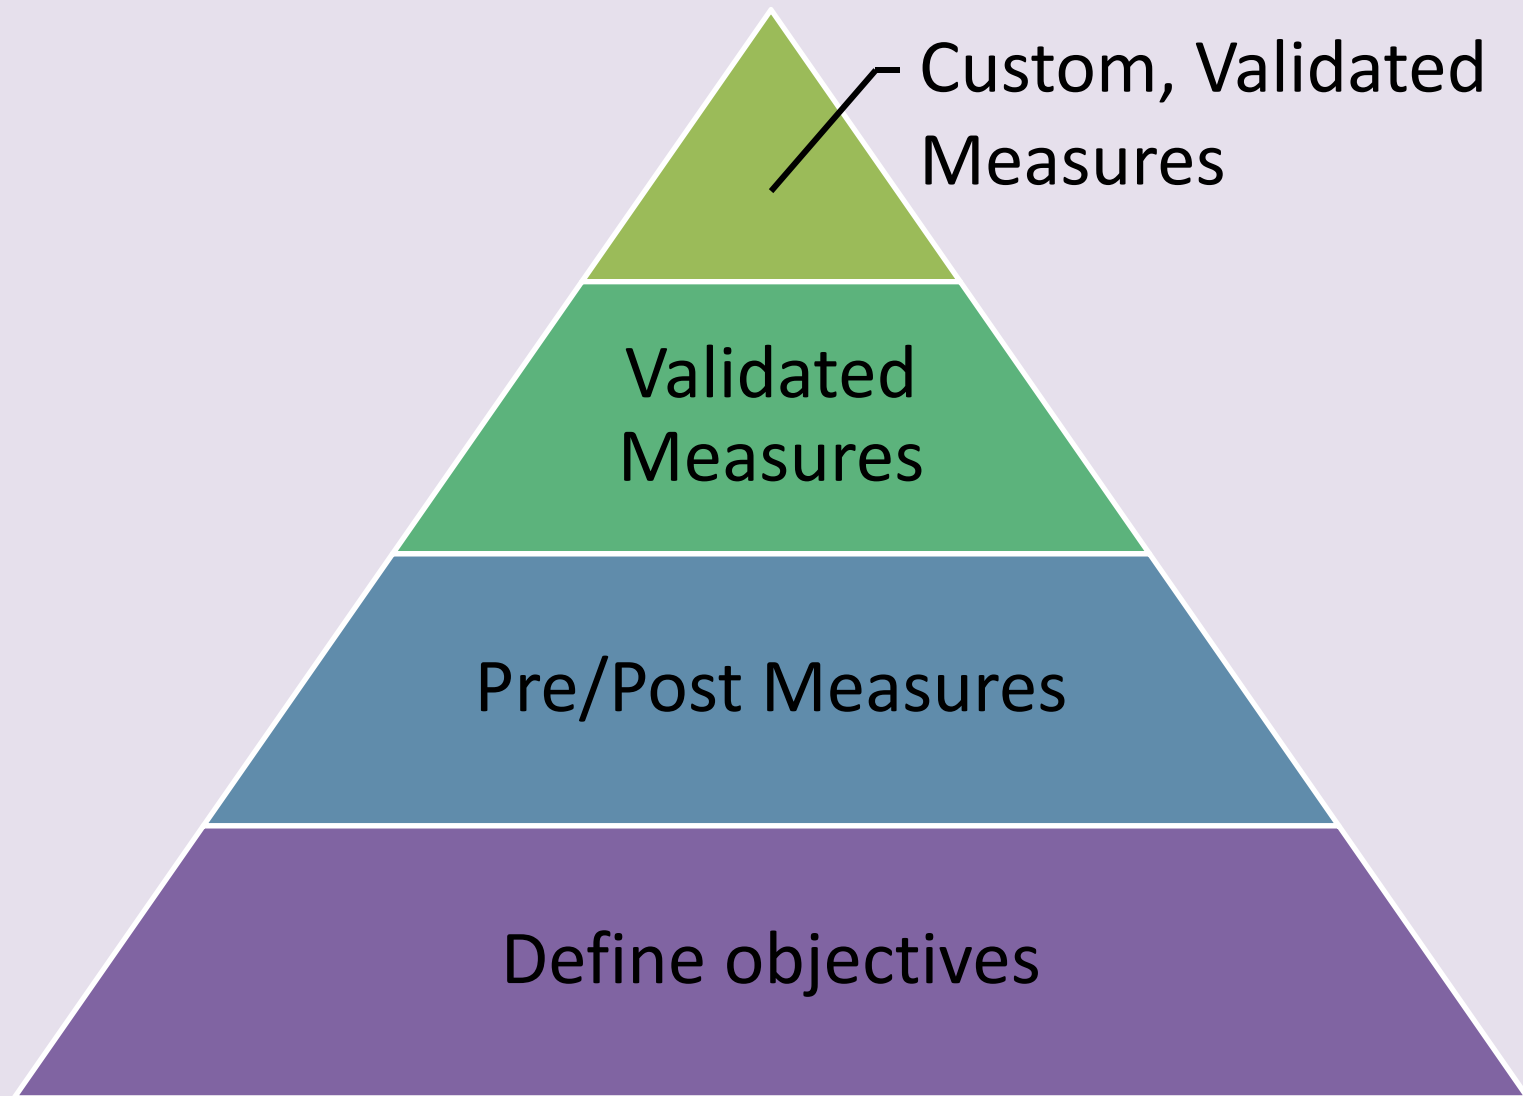 Custom, Validated
Measures
Validated
Measures
Pre/Post Measures
Define objectives